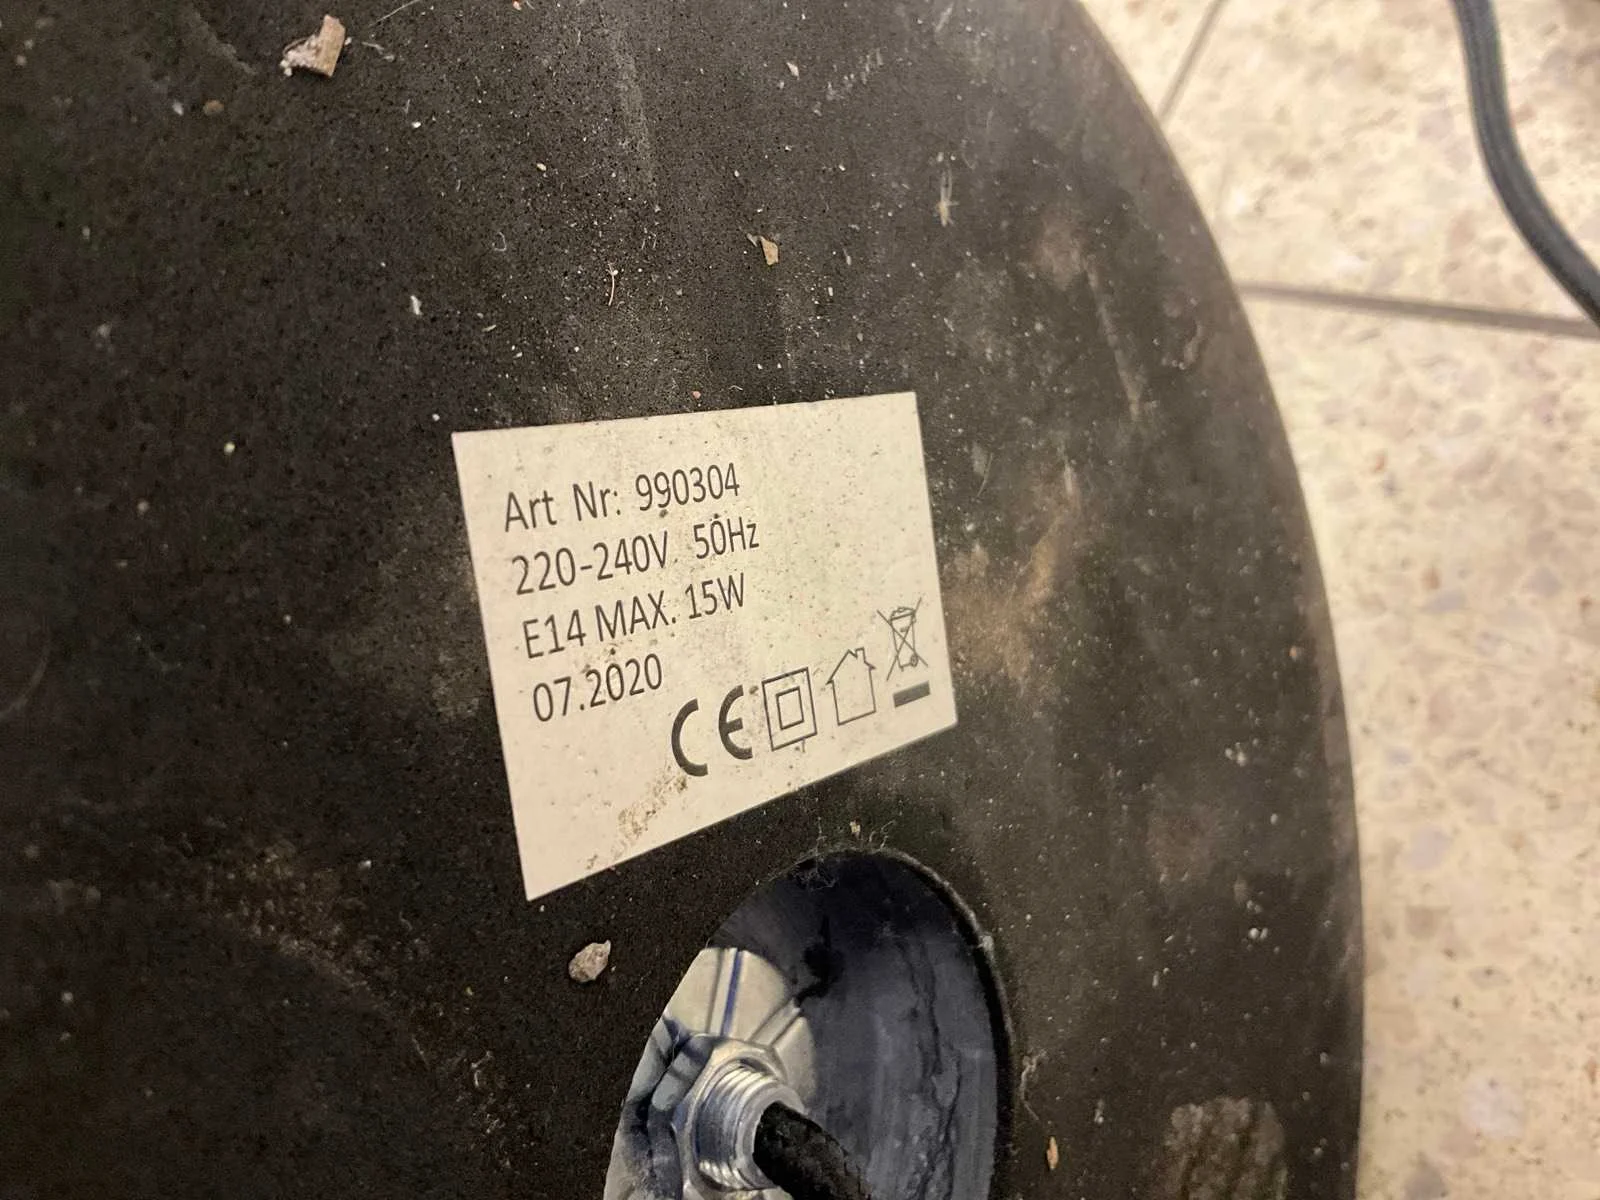 Art Nr: 990304
220-240V 50Hz
E14 MAX. 15W
07.2020
CE